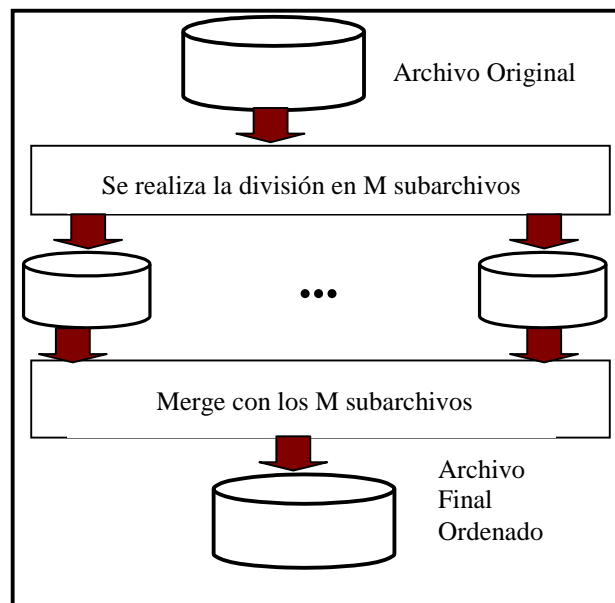 Archivo Original
Se realiza la división en M subarchivos
...
Merge con los M subarchivos
Archivo
Final
Ordenado